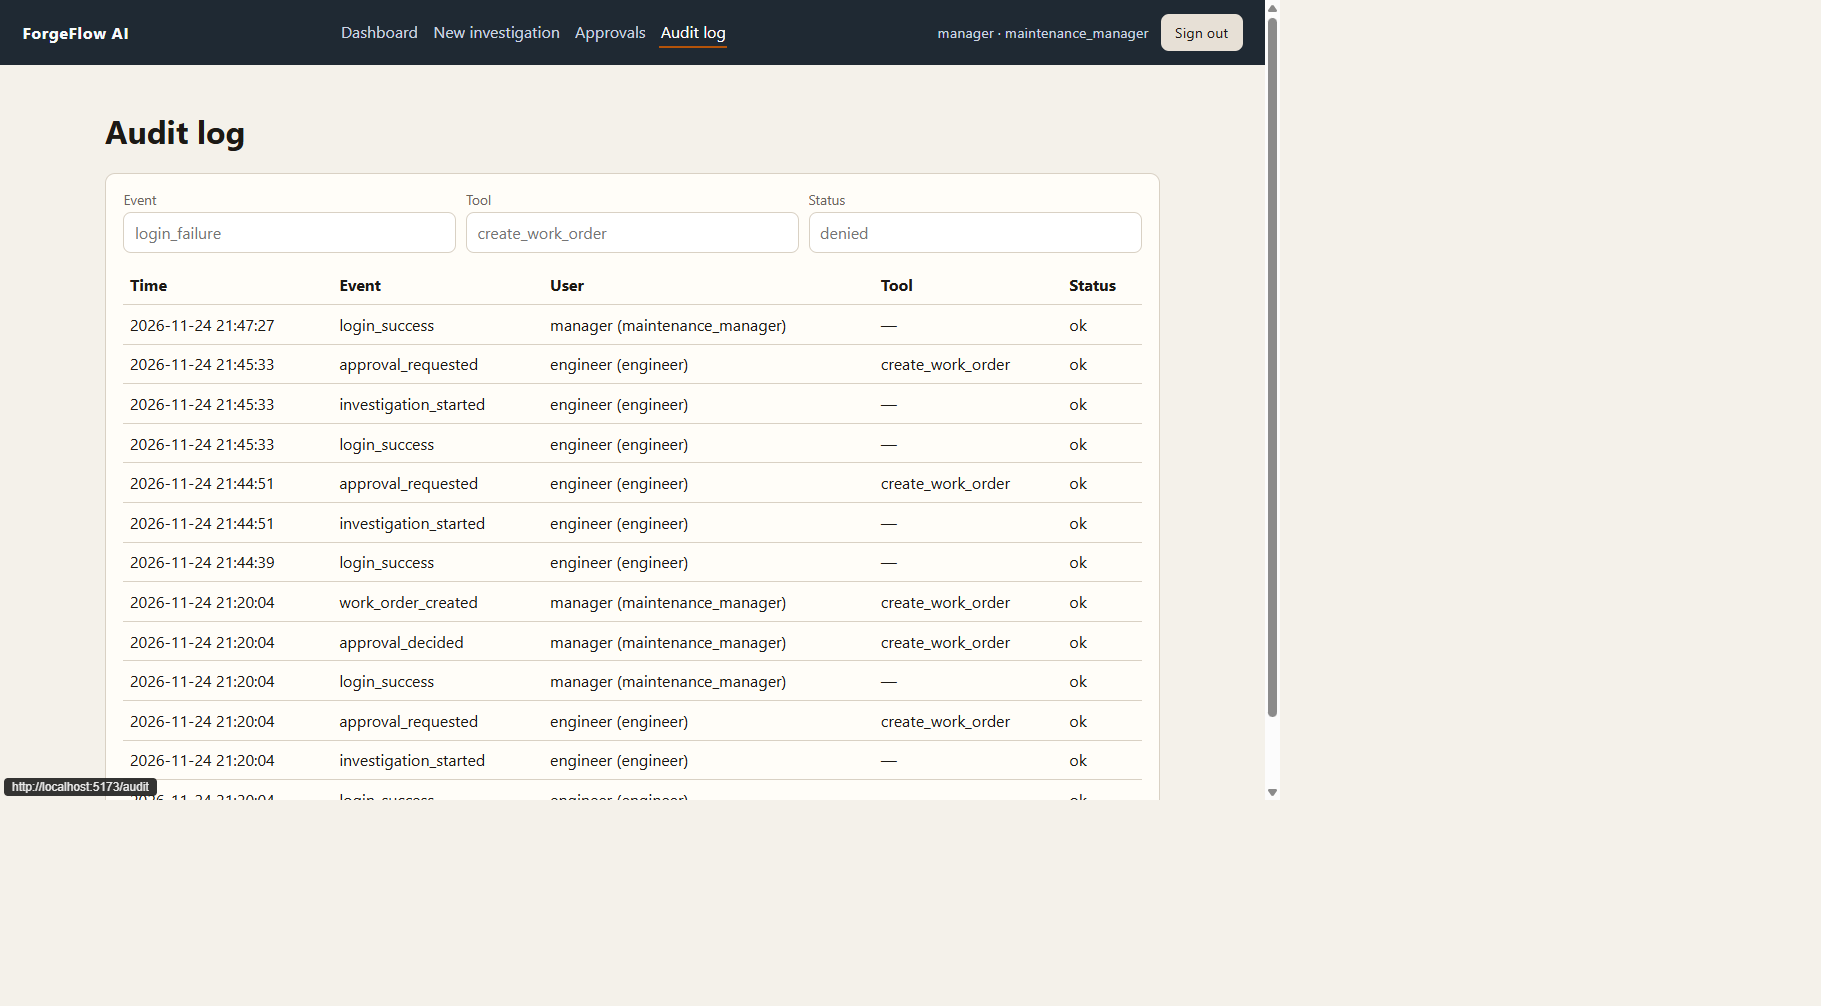 ForgeFlow AI Dashboard New investigation Approvals Audit log manager · maintenance_manager Sign out
Audit log
Event Tool Status
login_failure create_work_order denied
Time Event User Tool Status
2026-11-24 21:47:27 login_success manager (maintenance_manager) — ok
2026-11-24 21:45:33 approval_requested engineer (engineer) create_work_order ok
2026-11-24 21:45:33 investigation_started engineer (engineer) — ok
2026-11-24 21:45:33 login_success engineer (engineer) — ok
2026-11-24 21:44:51 approval_requested engineer (engineer) create_work_order ok
2026-11-24 21:44:51 investigation_started engineer (engineer) — ok
2026-11-24 21:44:39 login_success engineer (engineer) — ok
2026-11-24 21:20:04 work_order_created manager (maintenance_manager) create_work_order ok
2026-11-24 21:20:04 approval_decided manager (maintenance_manager) create_work_order ok
2026-11-24 21:20:04 login_success manager (maintenance_manager) — ok
2026-11-24 21:20:04 approval_requested engineer (engineer) create_work_order ok
2026-11-24 21:20:04 investigation_started engineer (engineer) — ok
http://localhost:5173/audit